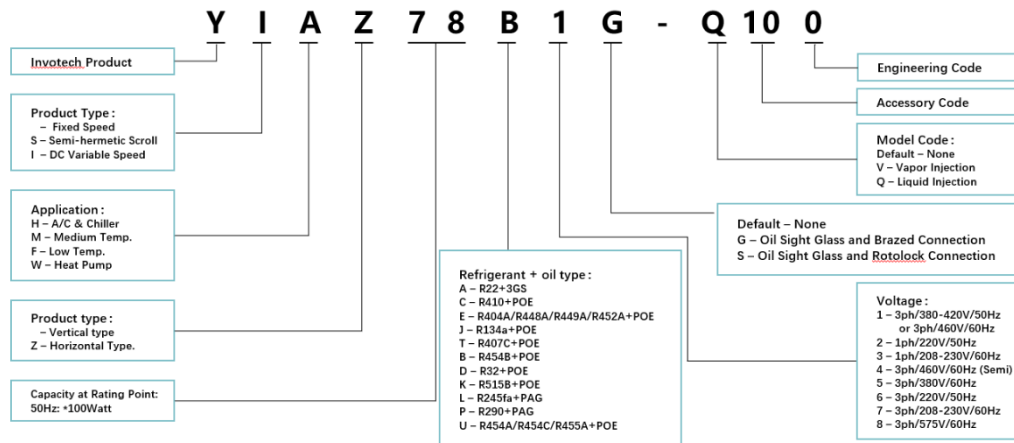 Y I A Z 7 8 B 1 G - Q 1 0 0
Invotech Product
Product Type :
– Fixed Speed
S – Semi-hermetic Scroll
I – DC Variable Speed
Application :
H – A/C & Chiller
M – Medium Temp.
F – Low Temp.
W – Heat Pump
Product type :
– Vertical type
Z – Horizontal Type.
Capacity at Rating Point:
50Hz: *100Watt
Refrigerant + oil type :
A – R22+3GS
C – R410+POE
E – R404A/R448A/R449A/R452A+POE
J – R134a+POE
T – R407C+POE
B – R454B+POE
D – R32+POE
K – R515B+POE
L – R245fa+PAG
P – R290+PAG
U – R454A/R454C/R455A+POE
Engineering Code
Accessory Code
Model Code :
Default – None
V – Vapor Injection
Q – Liquid Injection
Default – None
G – Oil Sight Glass and Brazed Connection
S – Oil Sight Glass and Rotolock Connection
Voltage :
1 – 3ph/380-420V/50Hz
or 3ph/460V/60Hz
2 – 1ph/220V/50Hz
3 – 1ph/208-230V/60Hz
4 – 3ph/460V/60Hz (Semi)
5 – 3ph/380V/60Hz
6 – 3ph/220V/50Hz
7 – 3ph/208-230V/60Hz
8 – 3ph/575V/60Hz